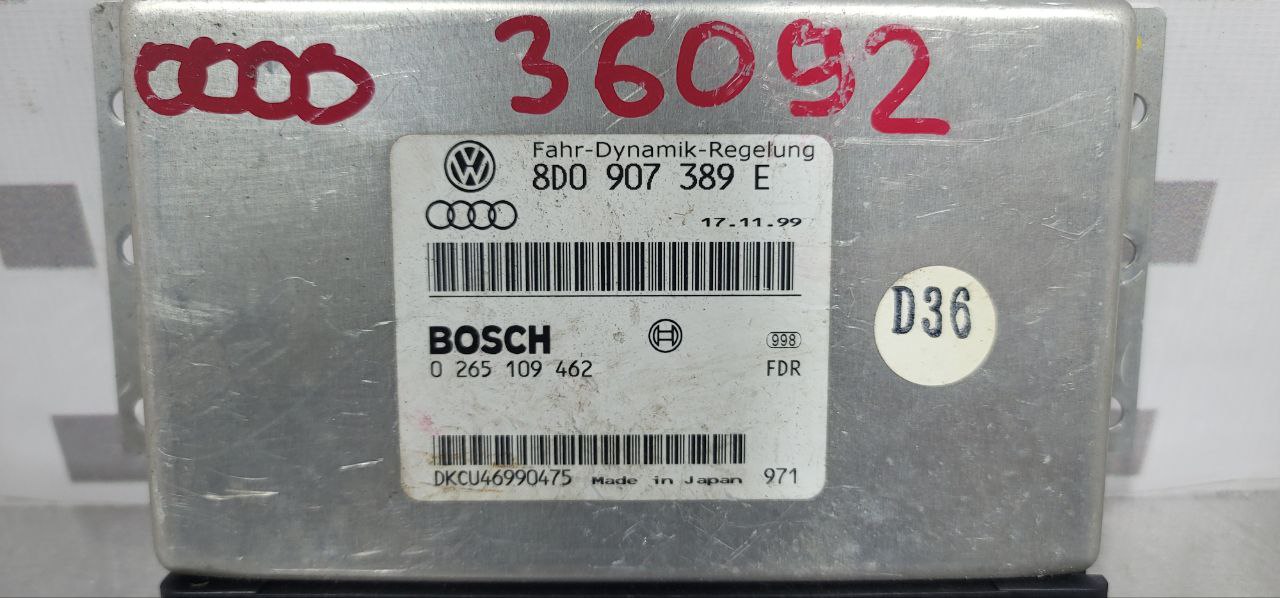 36092
Fahr-Dynamik-Regelung
8D0 907 389 E
17.11.99
BOSCH
998
0 265 109 462 FDR
D36
DKCU46990475 Made in Japan 971